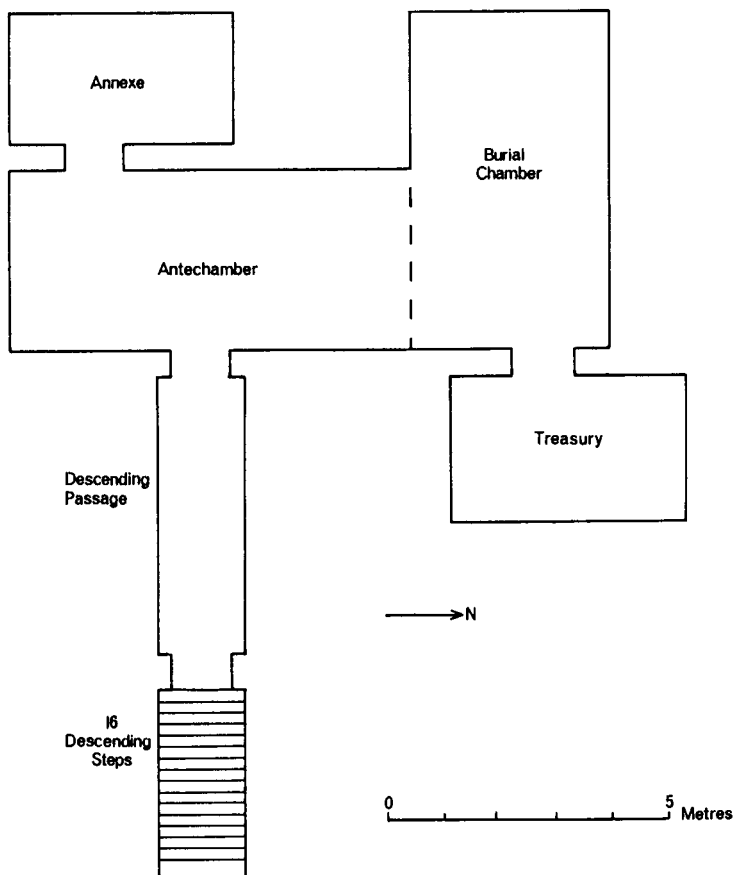 Annexe
Burial
Chamber
Antechamber
Treasury
Descending
Passage
N
16
Descending
Steps
0 5
Metres